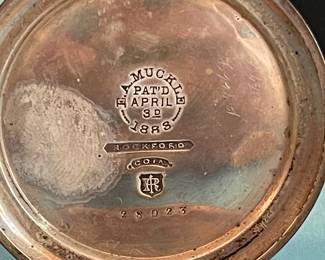 E. A. MUCKLE
PAT'D
APRIL
3D
1883
ROCKFORD
COIN
28023